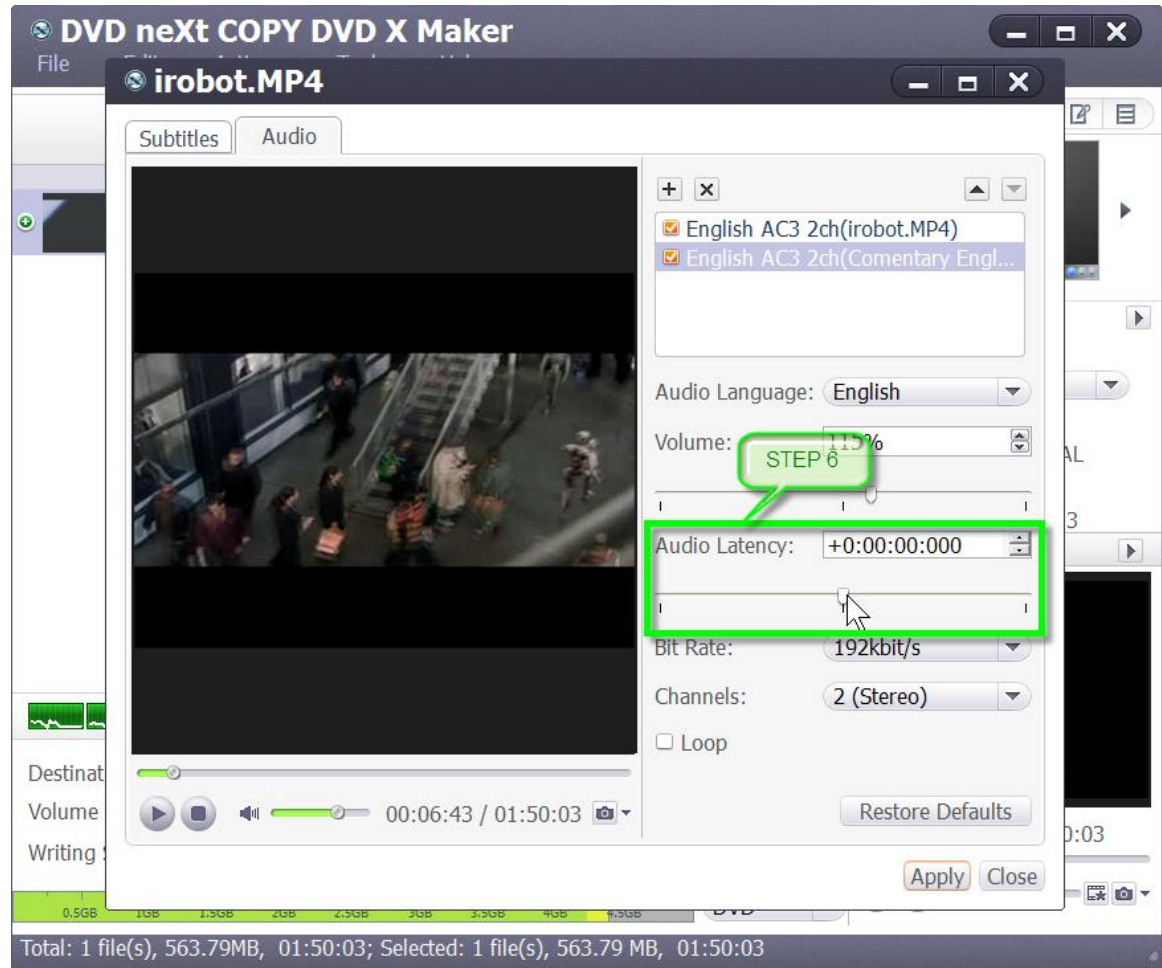 DVD neXt COPY DVD X Maker
File
irobot.MP4
Subtitles Audio
English AC3 2ch(irobot.MP4)
English AC3 2ch(Comentary Engl...
Audio Language: English
Volume: 115%
STEP 6
AL
3
Audio Latency: +0:00:00:000
Bit Rate: 192kbit/s
Channels: 2 (Stereo)
Loop
Destinat
Volume
00:06:43 / 01:50:03
Restore Defaults
0:03
Writing
Apply Close
0.5GB 1GB 1.5GB 2GB 2.5GB 3GB 3.5GB 4GB 4.5GB DVD
Total: 1 file(s), 563.79MB, 01:50:03; Selected: 1 file(s), 563.79 MB, 01:50:03